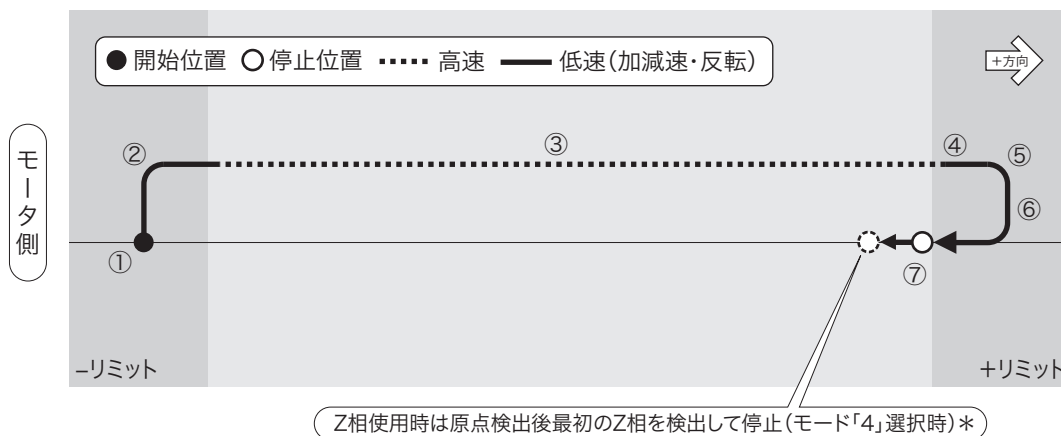 ●開始位置 ○停止位置 ▪▪▪▪▪ 高速 ━━ 低速(加減速・反転)
+方向
モータ側
②
③
④
⑤
⑥
①
⑦
−リミット
+リミット
Z相使用時は原点検出後最初のZ相を検出して停止(モード「4」選択時)*